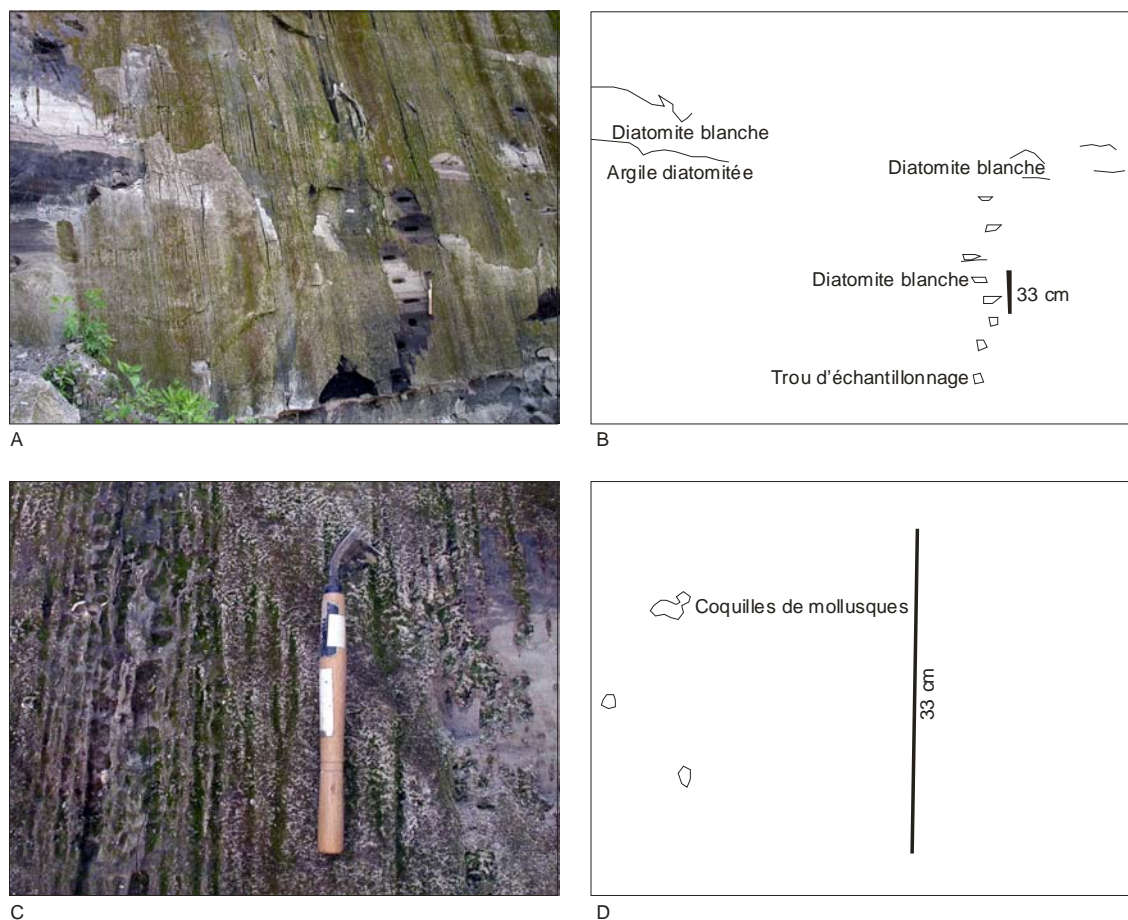 Diatomite blanche
Argile diatomitée
Diatomite blanche
Diatomite blanche
33 cm
Trou d'échantillonnage
A
B
Coquilles de mollusques
33 cm
C
D